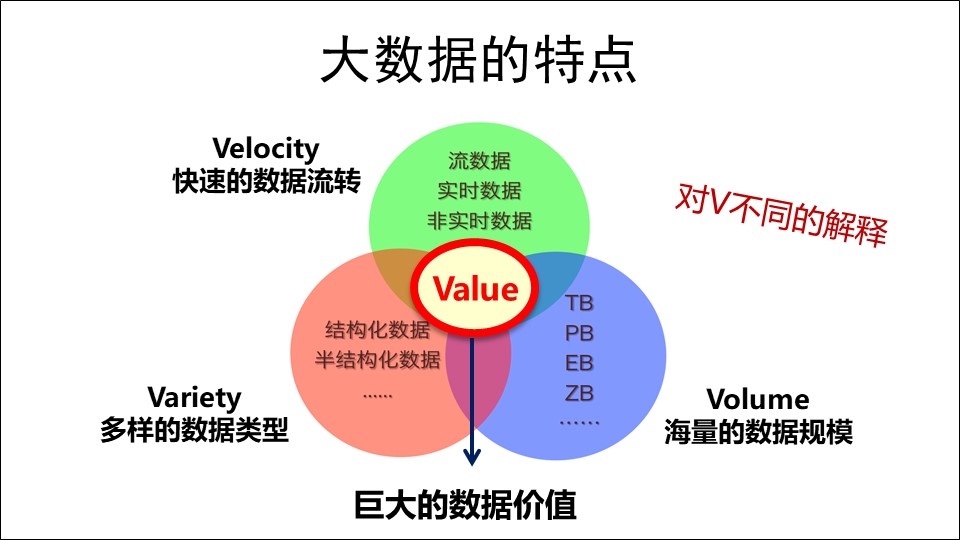 大数据的特点
Velocity
快速的数据流转
流数据
实时数据
非实时数据
对V不同的解释
Value
结构化数据
半结构化数据
......
TB
PB
EB
ZB
……
Variety
多样的数据类型
Volume
海量的数据规模
巨大的数据价值